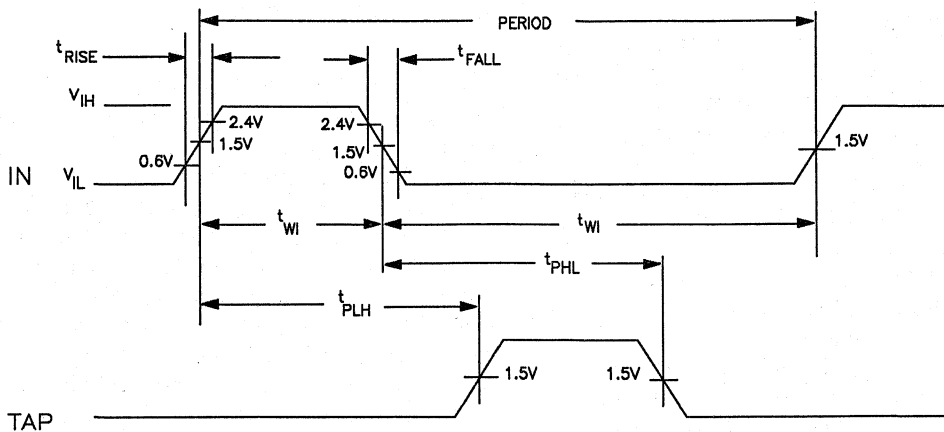 PERIOD
tRISE
tFALL
VIH
2.4V
2.4V
1.5V
1.5V
1.5V
0.6V
0.6V
IN
VIL
tWI
tWI
tPHL
tPLH
1.5V
1.5V
TAP